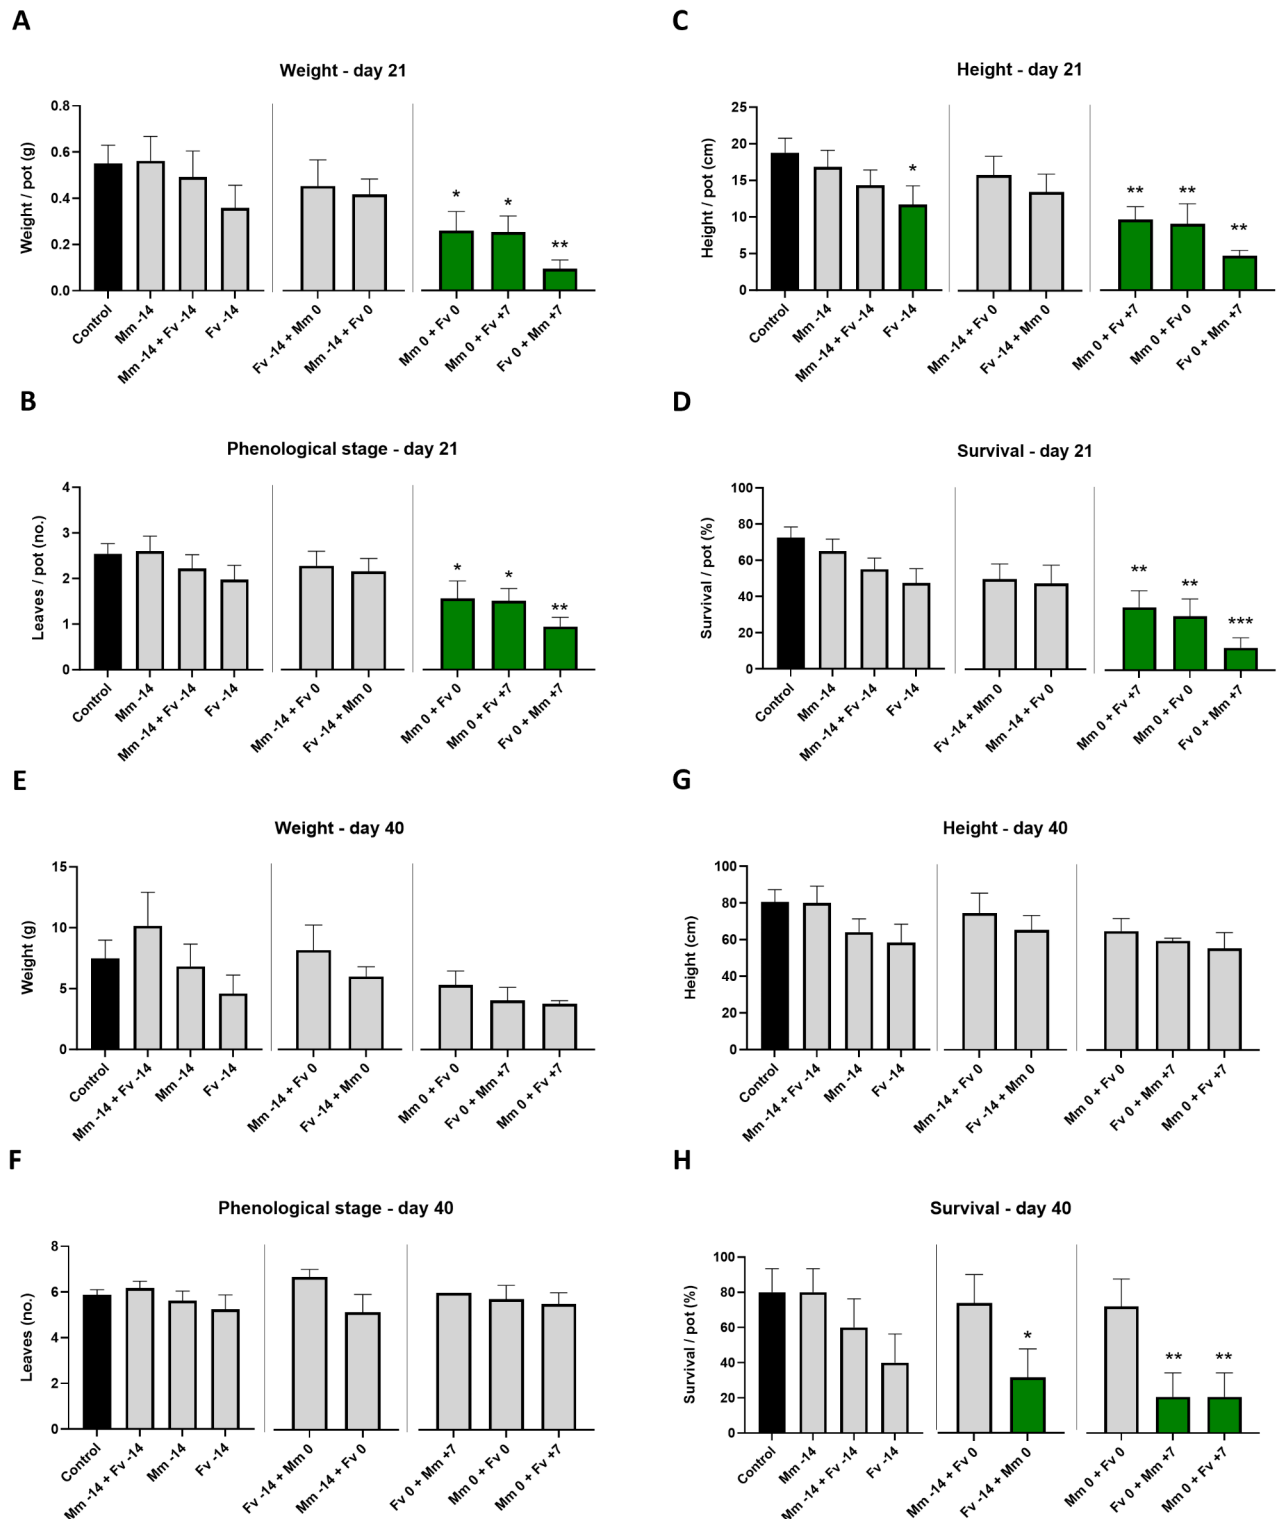 A
Weight - day 21
Weight / pot (g)
0.8
0.6
0.4
0.2
0.0
* * **
Control
Mm -14
Mm -14 + Fv -14
Fv -14
Fv -14 + Mm 0
Mm -14 + Fv 0
Mm 0 + Fv 0
Mm 0 + Fv +7
Fv 0 + Mm +7
C
Height - day 21
Height / pot (cm)
25
20
15
10
5
0
* ** ** **
Control
Mm -14
Mm -14 + Fv -14
Fv -14
Mm -14 + Fv 0
Fv -14 + Mm 0
Mm 0 + Fv +7
Mm 0 + Fv 0
Fv 0 + Mm +7
B
Phenological stage - day 21
Leaves / pot (no.)
4
3
2
1
0
* * **
Control
Mm -14
Mm -14 + Fv -14
Fv -14
Mm -14 + Fv 0
Fv -14 + Mm 0
Mm 0 + Fv 0
Mm 0 + Fv +7
Fv 0 + Mm +7
D
Survival - day 21
Survival / pot (%)
100
80
60
40
20
0
** ** ***
Control
Mm -14
Mm -14 + Fv -14
Fv -14
Fv -14 + Mm 0
Mm -14 + Fv 0
Mm 0 + Fv +7
Mm 0 + Fv 0
Fv 0 + Mm +7
E
Weight - day 40
Weight (g)
15
10
5
0
Control
Mm -14 + Fv -14
Mm -14
Fv -14
Mm -14 + Fv 0
Fv -14 + Mm 0
Mm 0 + Fv 0
Fv 0 + Mm +7
Mm 0 + Fv +7
G
Height - day 40
Height (cm)
100
80
60
40
20
0
Control
Mm -14 + Fv -14
Mm -14
Fv -14
Mm -14 + Fv 0
Fv -14 + Mm 0
Mm 0 + Fv 0
Fv 0 + Mm +7
Mm 0 + Fv +7
F
Phenological stage - day 40
Leaves (no.)
8
6
4
2
0
Control
Mm -14 + Fv -14
Mm -14
Fv -14
Fv -14 + Mm 0
Mm -14 + Fv 0
Fv 0 + Mm +7
Mm 0 + Fv 0
Mm 0 + Fv +7
H
Survival - day 40
Survival / pot (%)
100
80
60
40
20
0
* ** **
Control
Mm -14
Mm -14 + Fv -14
Fv -14
Mm -14 + Fv 0
Fv -14 + Mm 0
Mm 0 + Fv 0
Fv 0 + Mm +7
Mm 0 + Fv +7